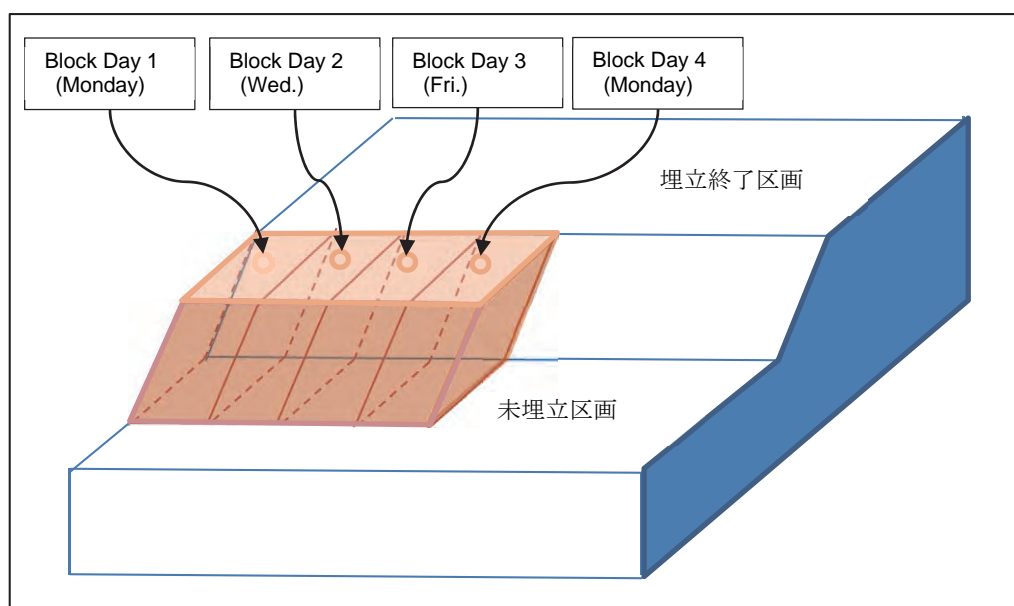 Block Day 1
(Monday)
Block Day 2
(Wed.)
Block Day 3
(Fri.)
Block Day 4
(Monday)
埋立終了区画
未埋立区画